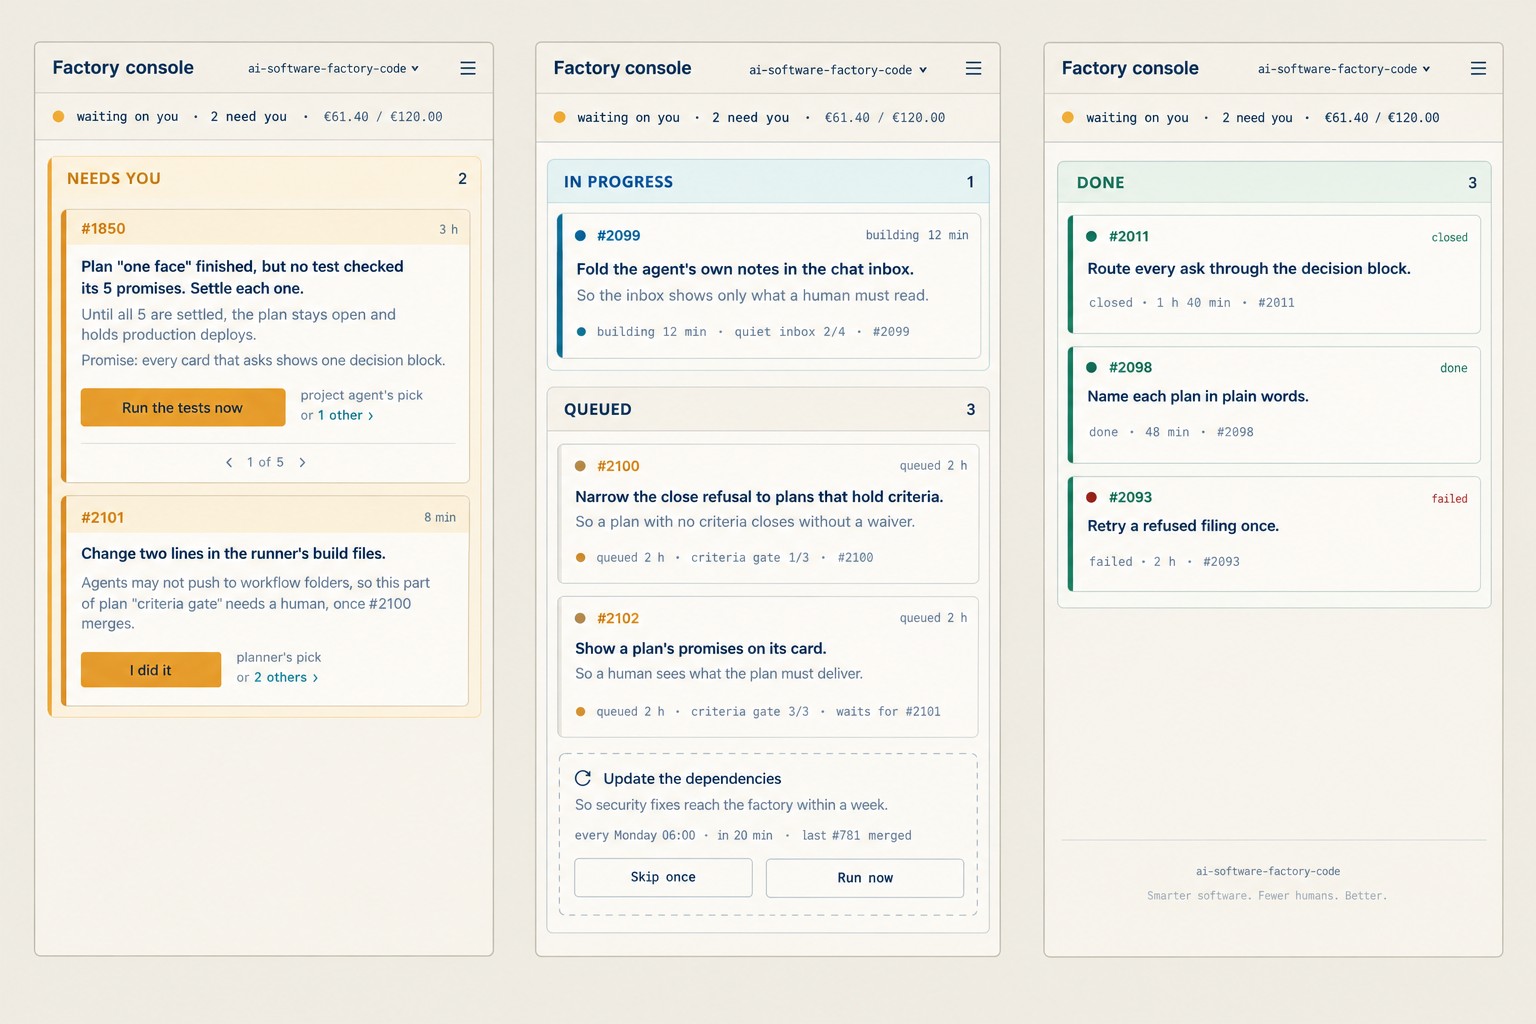 Factory console
ai-software-factory-code
waiting on you · 2 need you · €61.40 / €120.00
NEEDS YOU 2
#1850 3 h
Plan "one face" finished, but no test checked
its 5 promises. Settle each one.
Until all 5 are settled, the plan stays open and
holds production deploys.
Promise: every card that asks shows one decision block.
Run the tests now
project agent's pick
or 1 other ›
‹ 1 of 5 ›
#2101 8 min
Change two lines in the runner's build files.
Agents may not push to workflow folders, so this part
of plan "criteria gate" needs a human, once #2100
merges.
I did it
planner's pick
or 2 others ›
Factory console
ai-software-factory-code
waiting on you · 2 need you · €61.40 / €120.00
IN PROGRESS 1
#2099 building 12 min
Fold the agent's own notes in the chat inbox.
So the inbox shows only what a human must read.
building 12 min · quiet inbox 2/4 · #2099
QUEUED 3
#2100 queued 2 h
Narrow the close refusal to plans that hold criteria.
So a plan with no criteria closes without a waiver.
queued 2 h · criteria gate 1/3 · #2100
#2102 queued 2 h
Show a plan's promises on its card.
So a human sees what the plan must deliver.
queued 2 h · criteria gate 3/3 · waits for #2101
Update the dependencies
So security fixes reach the factory within a week.
every Monday 06:00 · in 20 min · last #781 merged
Skip once
Run now
Factory console
ai-software-factory-code
waiting on you · 2 need you · €61.40 / €120.00
DONE 3
#2011 closed
Route every ask through the decision block.
closed · 1 h 40 min · #2011
#2098 done
Name each plan in plain words.
done · 48 min · #2098
#2093 failed
Retry a refused filing once.
failed · 2 h · #2093
ai-software-factory-code
Smarter software. Fewer humans. Better.